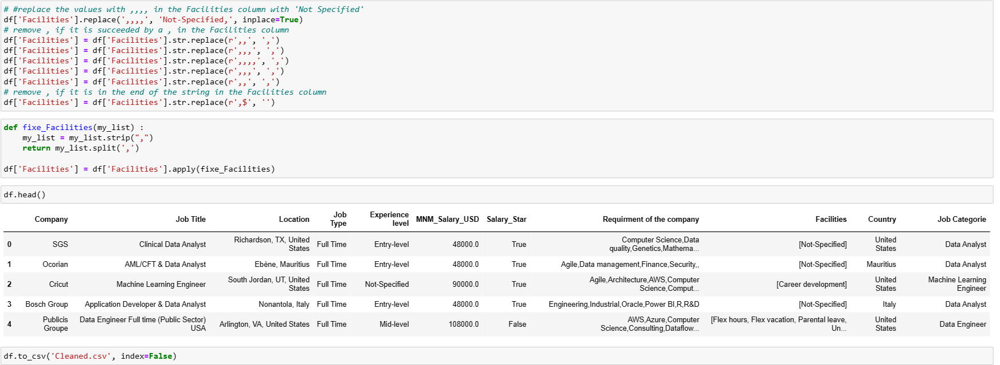 # #replace the values with ,,,, in the Facilities column with 'Not Specified'
df['Facilities'].replace(',,,,', 'Not-Specified,', inplace=True)
# remove , if it is succeeded by a , in the Facilities column
df['Facilities'] = df['Facilities'].str.replace(r',,', ',')
df['Facilities'] = df['Facilities'].str.replace(r',,,', ',')
df['Facilities'] = df['Facilities'].str.replace(r',,,,', ',')
df['Facilities'] = df['Facilities'].str.replace(r',,,', ',')
df['Facilities'] = df['Facilities'].str.replace(r',,', ',')
# remove , if it is in the end of the string in the Facilities column
df['Facilities'] = df['Facilities'].str.replace(r',$', '')
def fixe_Facilities(my_list) :
    my_list = my_list.strip(",")
    return my_list.split(',')
df['Facilities'] = df['Facilities'].apply(fixe_Facilities)
df.head()
Company Job Title Location Job Type Experience level MNM_Salary_USD Salary_Star Requirment of the company Facilities Country Job Categorie
0 SGS Clinical Data Analyst Richardson, TX, United States Full Time Entry-level 48000.0 True Computer Science,Data quality,Genetics,Mathema... [Not-Specified] United States Data Analyst
1 Ocorian AML/CFT & Data Analyst Ebène, Mauritius Full Time Entry-level 48000.0 True Agile,Data management,Finance,Security,, [Not-Specified] Mauritius Data Analyst
2 Cricut Machine Learning Engineer South Jordan, UT, United States Full Time Not-Specified 90000.0 True Agile,Architecture,AWS,Computer Science,Comput... [Career development] United States Machine Learning Engineer
3 Bosch Group Application Developer & Data Analyst Nonantola, Italy Full Time Entry-level 48000.0 True Engineering,Industrial,Oracle,Power BI,R,R&D [Not-Specified] Italy Data Analyst
4 Publicis Groupe Data Engineer Full time (Public Sector) USA Arlington, VA, United States Full Time Mid-level 108000.0 False AWS,Azure,Computer Science,Consulting,Dataflow... [Flex hours, Flex vacation, Parental leave, Un... United States Data Engineer
df.to_csv('Cleaned.csv', index=False)